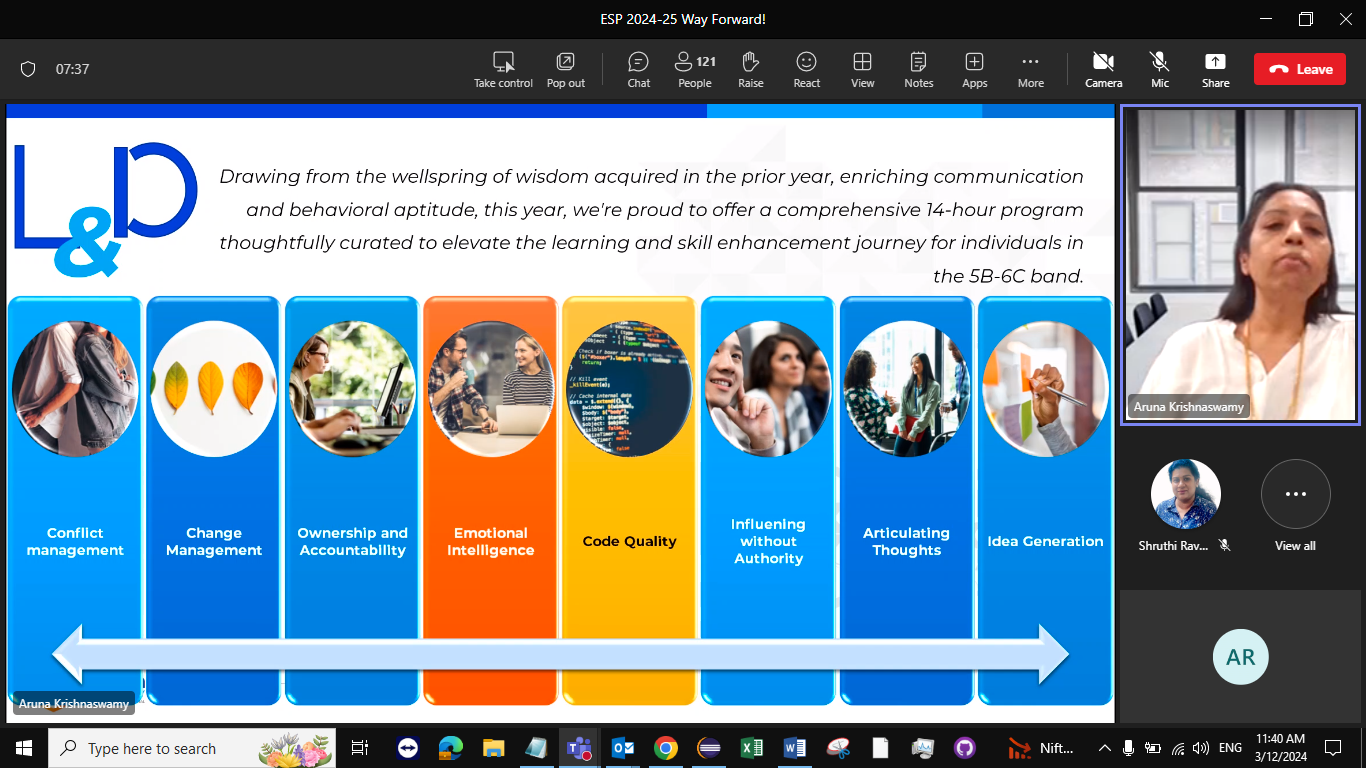 ESP 2024-25 Way Forward!
07:37
Take control
Pop out
Chat
121
People
Raise
React
View
Notes
Apps
More
Camera
Mic
Share
Leave
L&D
Drawing from the wellspring of wisdom acquired in the prior year, enriching communication
and behavioral aptitude, this year, we're proud to offer a comprehensive 14-hour program
thoughtfully curated to elevate the learning and skill enhancement journey for individuals in
the 5B-6C band.
Conflict
management
Change
Management
Ownership and
Accountability
Emotional
Intelligence
Code Quality
Influening
without
Authority
Articulating
Thoughts
Idea Generation
Aruna Krishnaswamy
Aruna Krishnaswamy
Shruthi Rav...
View all
AR
Type here to search
Nift...
ENG
11:40 AM
3/12/2024